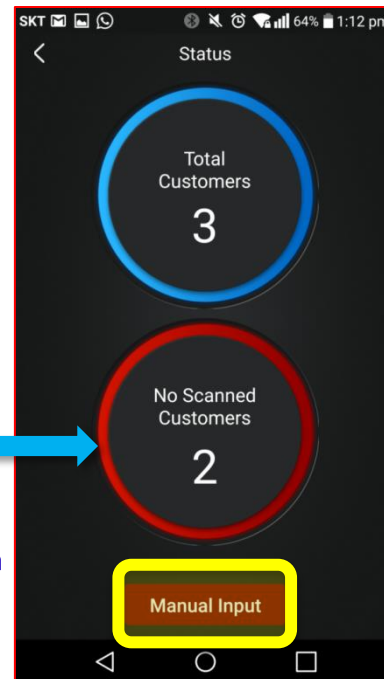 SKT 64% 1:12 pm
Status
Total
Customers
3
No Scanned
Customers
2
Manual Input